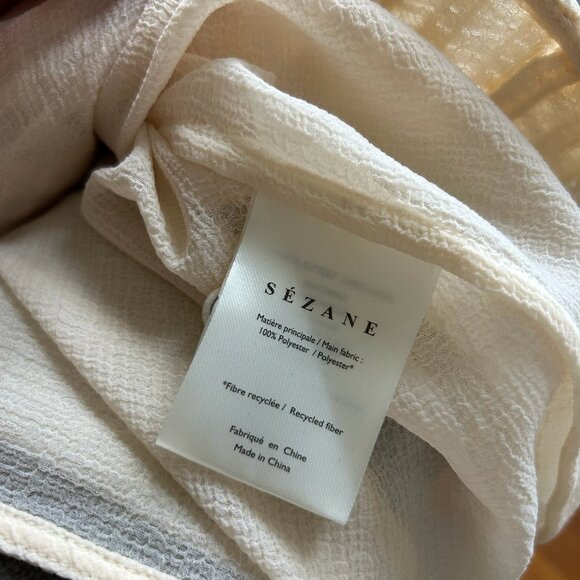 SÉZANE
Matière principale / Main fabric :
100% Polyester / Polyester*
*Fibre recyclée / Recycled fiber
Fabriqué en Chine
Made in China